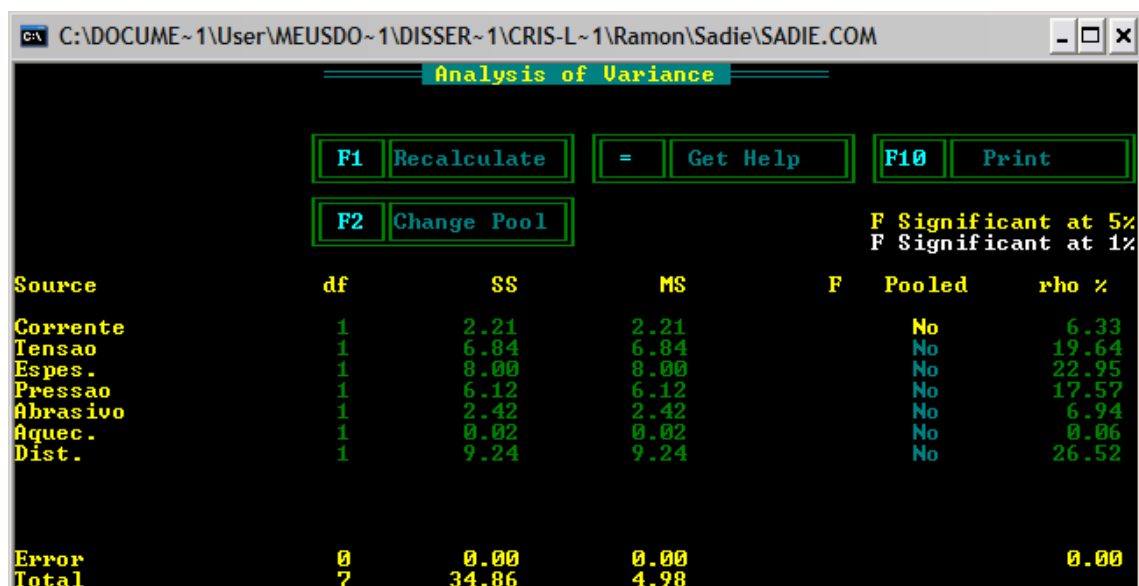 C:\DOCUME~1\User\MEUSDO~1\DISSER~1\CRIS-L~1\Ramon\Sadie\SADIE.COM
Analysis of Variance
F1 Recalculate = Get Help F10 Print
F2 Change Pool
F Significant at 5%
F Significant at 1%
Source df SS MS F Pooled rho %
Corrente 1 2.21 2.21 No 6.33
Tensao 1 6.84 6.84 No 19.64
Espes. 1 8.00 8.00 No 22.95
Pressao 1 6.12 6.12 No 17.57
Abrasivo 1 2.42 2.42 No 6.94
Aquec. 1 0.02 0.02 No 0.06
Dist. 1 9.24 9.24 No 26.52
Error 0 0.00 0.00 0.00
Total 7 34.86 4.98